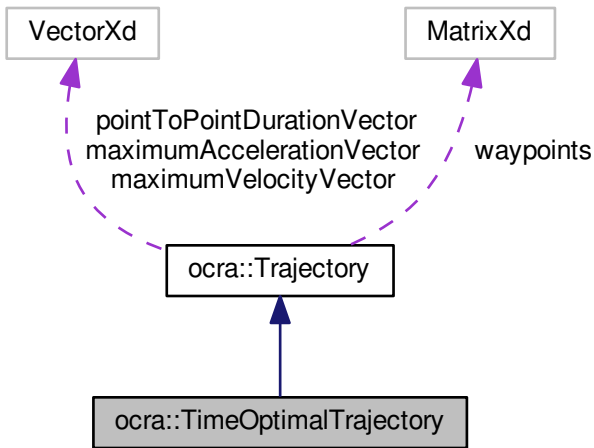 VectorXd
MatrixXd
pointToPointDurationVector
maximumAccelerationVector
maximumVelocityVector
waypoints
ocra::Trajectory
ocra::TimeOptimalTrajectory